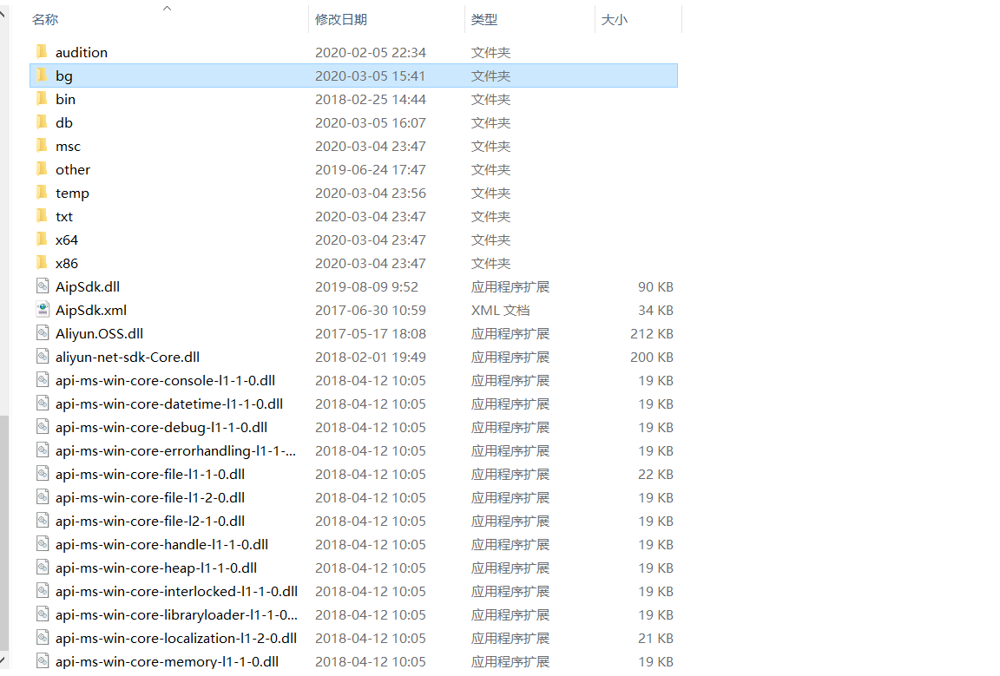 名称 修改日期 类型 大小
audition 2020-02-05 22:34 文件夹
bg 2020-03-05 15:41 文件夹
bin 2018-02-25 14:44 文件夹
db 2020-03-05 16:07 文件夹
msc 2020-03-04 23:47 文件夹
other 2019-06-24 17:47 文件夹
temp 2020-03-04 23:56 文件夹
txt 2020-03-04 23:47 文件夹
x64 2020-03-04 23:47 文件夹
x86 2020-03-04 23:47 文件夹
AipSdk.dll 2019-08-09 9:52 应用程序扩展 90 KB
AipSdk.xml 2017-06-30 10:59 XML 文档 34 KB
Aliyun.OSS.dll 2017-05-17 18:08 应用程序扩展 212 KB
aliyun-net-sdk-Core.dll 2018-02-01 19:49 应用程序扩展 200 KB
api-ms-win-core-console-l1-1-0.dll 2018-04-12 10:05 应用程序扩展 19 KB
api-ms-win-core-datetime-l1-1-0.dll 2018-04-12 10:05 应用程序扩展 19 KB
api-ms-win-core-debug-l1-1-0.dll 2018-04-12 10:05 应用程序扩展 19 KB
api-ms-win-core-errorhandling-l1-1-... 2018-04-12 10:05 应用程序扩展 19 KB
api-ms-win-core-file-l1-1-0.dll 2018-04-12 10:05 应用程序扩展 22 KB
api-ms-win-core-file-l1-2-0.dll 2018-04-12 10:05 应用程序扩展 19 KB
api-ms-win-core-file-l2-1-0.dll 2018-04-12 10:05 应用程序扩展 19 KB
api-ms-win-core-handle-l1-1-0.dll 2018-04-12 10:05 应用程序扩展 19 KB
api-ms-win-core-heap-l1-1-0.dll 2018-04-12 10:05 应用程序扩展 19 KB
api-ms-win-core-interlocked-l1-1-0.dll 2018-04-12 10:05 应用程序扩展 19 KB
api-ms-win-core-libraryloader-l1-1-0... 2018-04-12 10:05 应用程序扩展 19 KB
api-ms-win-core-localization-l1-2-0.dll 2018-04-12 10:05 应用程序扩展 21 KB
api-ms-win-core-memory-l1-1-0.dll 2018-04-12 10:05 应用程序扩展 19 KB